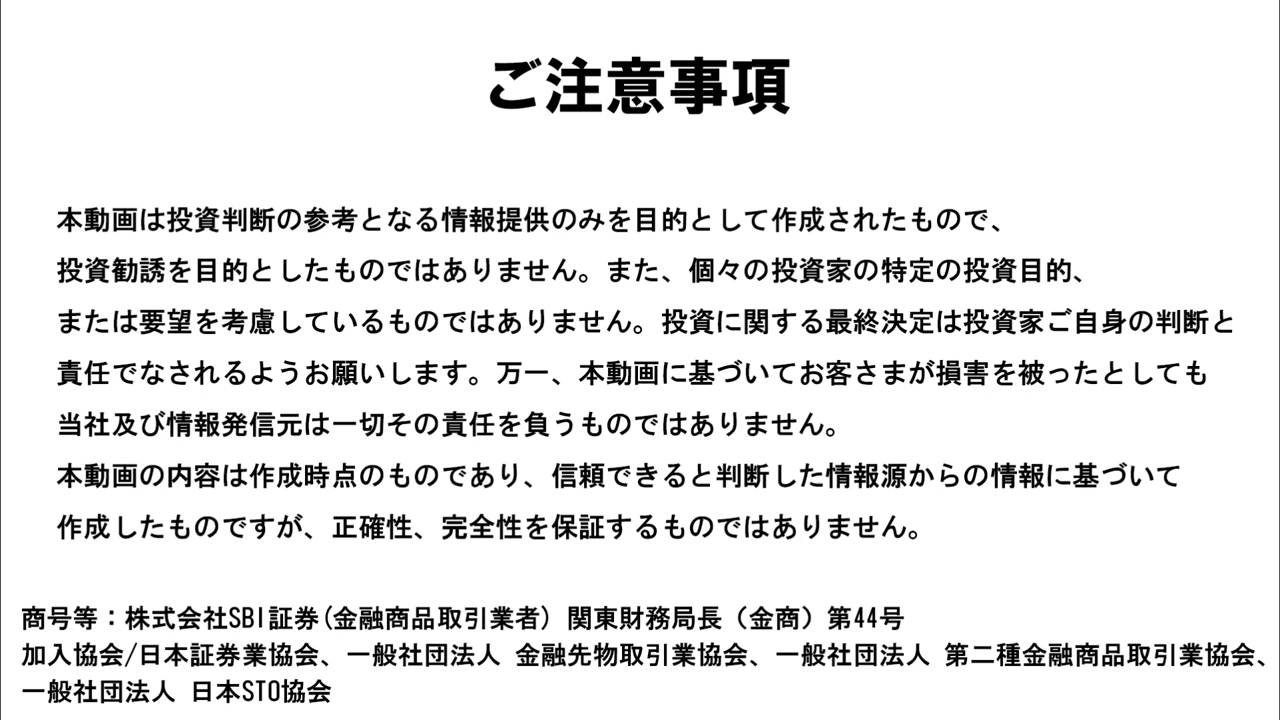 ご注意事項
本動画は投資判断の参考となる情報提供のみを目的として作成されたもので、
投資勧誘を目的としたものではありません。また、個々の投資家の特定の投資目的、
または要望を考慮しているものではありません。投資に関する最終決定は投資家ご自身の判断と
責任でなされるようお願いします。万一、本動画に基づいてお客さまが損害を被ったとしても
当社及び情報発信元は一切その責任を負うものではありません。
本動画の内容は作成時点のものであり、信頼できると判断した情報源からの情報に基づいて
作成したものですが、正確性、完全性を保証するものではありません。
商号等：株式会社SBI証券(金融商品取引業者) 関東財務局長（金商）第44号
加入協会/日本証券業協会、一般社団法人 金融先物取引業協会、一般社団法人 第二種金融商品取引業協会、
一般社団法人 日本STO協会